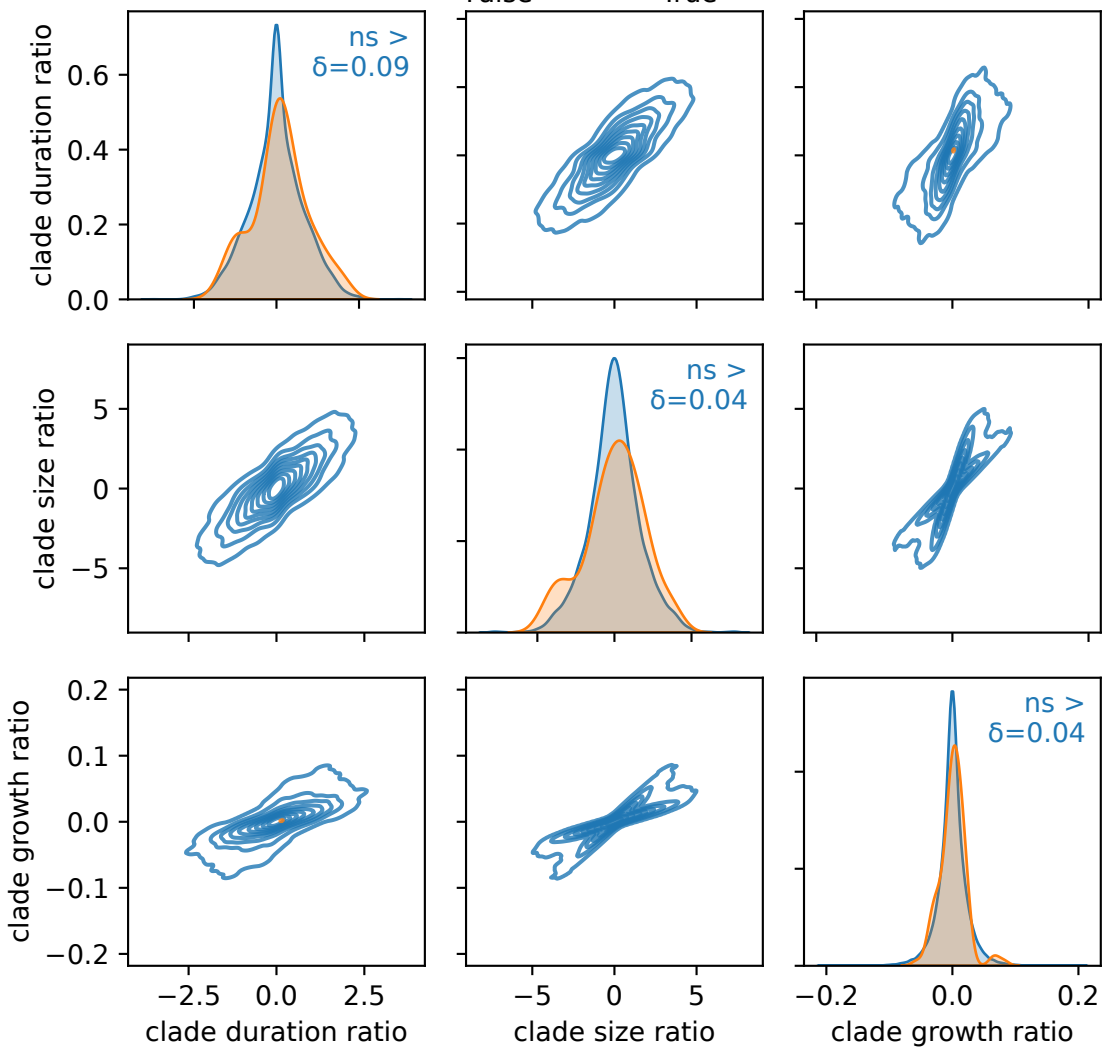 False True
clade duration ratio
0.6
0.4
0.2
0.0
ns >
δ=0.09
clade size ratio
5
0
−5
ns >
δ=0.04
clade growth ratio
0.2
0.1
0.0
−0.1
−0.2
ns >
δ=0.04
−2.5 0.0 2.5
−5 0 5
−0.2 0.0 0.2
clade duration ratio
clade size ratio
clade growth ratio